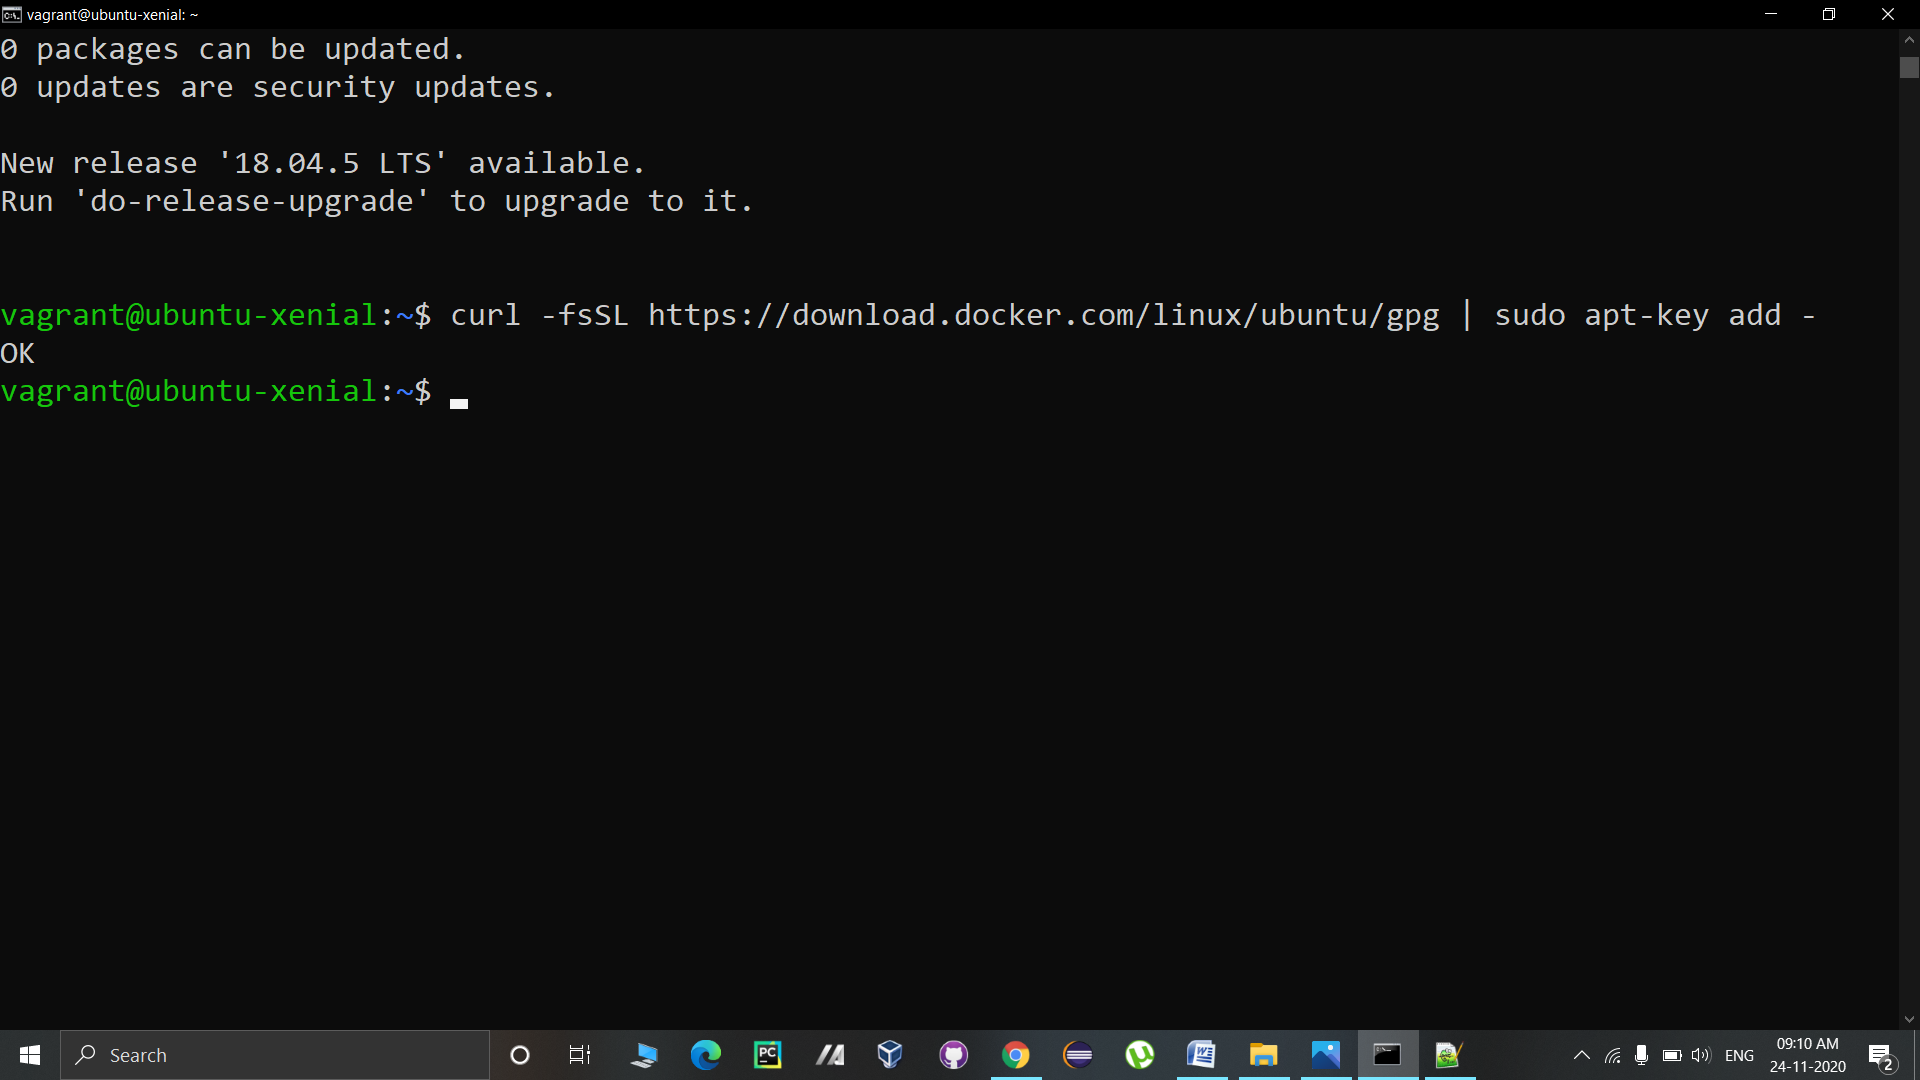 vagrant@ubuntu-xenial: ~
0 packages can be updated.
0 updates are security updates.
New release '18.04.5 LTS' available.
Run 'do-release-upgrade' to upgrade to it.
vagrant@ubuntu-xenial:~$ curl -fsSL https://download.docker.com/linux/ubuntu/gpg | sudo apt-key add -
OK
vagrant@ubuntu-xenial:~$
Search
PC
W
ENG
09:10 AM
24-11-2020
2